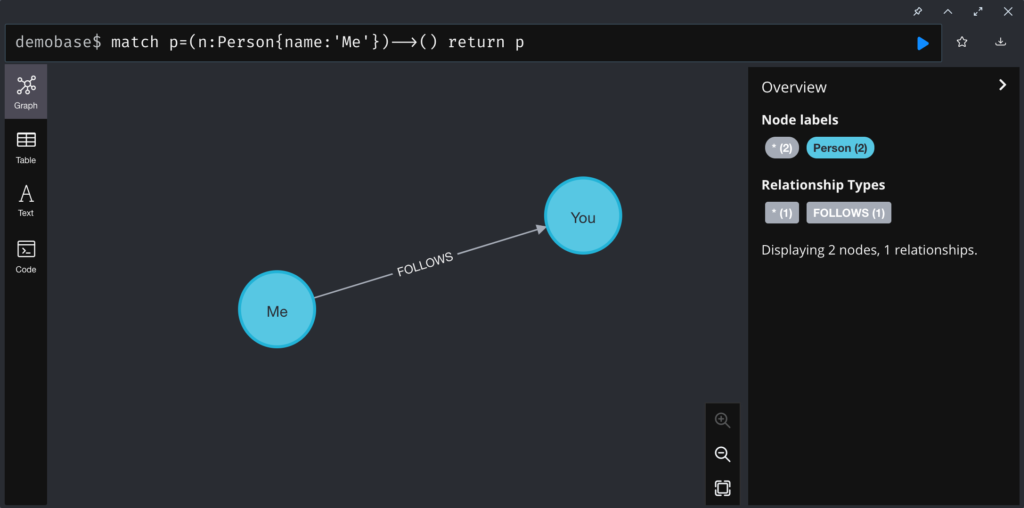 demobase$ match p=(n:Person{name:'Me'})⟶() return p
Graph
Table
Text
Code
You
FOLLOWS
Me
Overview
Node labels
* (2) Person (2)
Relationship Types
* (1) FOLLOWS (1)
Displaying 2 nodes, 1 relationships.